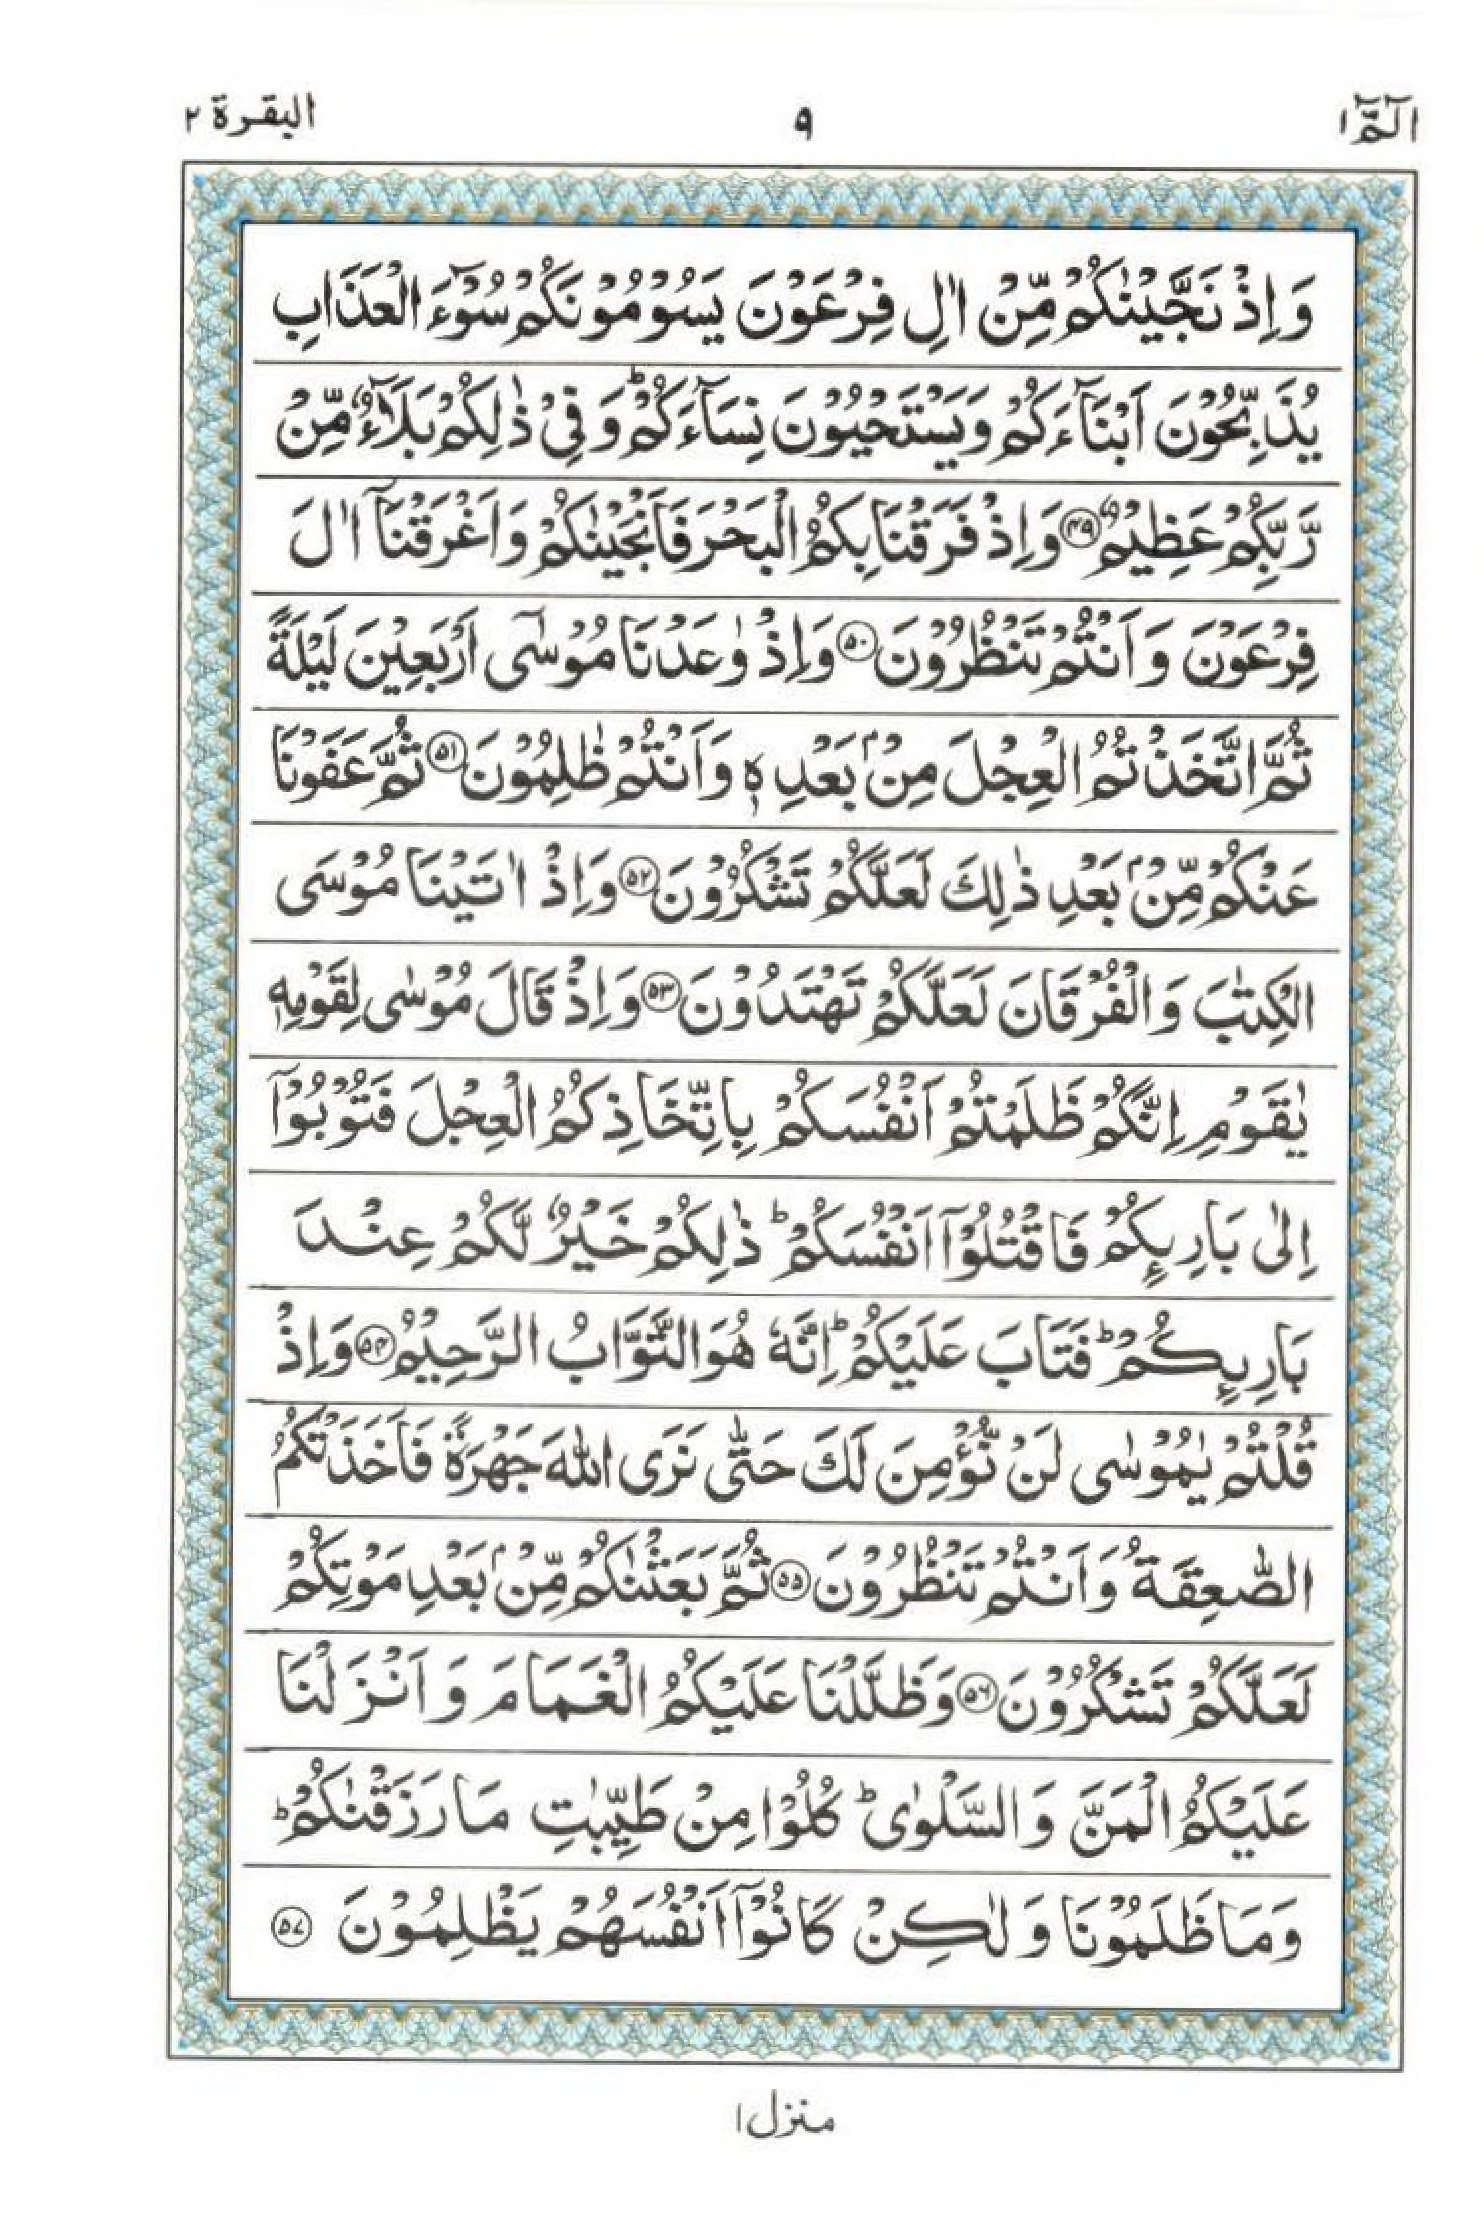 الٓمّٓ ١
٩
البقرة ٢
وَاِذْ نَجَّيْنٰكُمْ مِّنْ اٰلِ فِرْعَوْنَ يَسُوْمُوْنَكُمْ سُوْٓءَ الْعَذَابِ
يُذَبِّحُوْنَ اَبْنَآءَكُمْ وَيَسْتَحْيُوْنَ نِسَآءَكُمْ ؕ وَفِيْ ذٰلِكُمْ بَلَآءٌ مِّنْ
رَّبِّكُمْ عَظِيْمٌ ﴿۴۹﴾ وَاِذْ فَرَقْنَا بِكُمُ الْبَحْرَ فَاَنْجَيْنٰكُمْ وَاَغْرَقْنَآ اٰلَ
فِرْعَوْنَ وَاَنْتُمْ تَنْظُرُوْنَ ﴿۵۰﴾ وَاِذْ وٰعَدْنَا مُوْسٰٓى اَرْبَعِيْنَ لَيْلَةً
ثُمَّ اتَّخَذْتُمُ الْعِجْلَ مِنْۢ بَعْدِهٖ وَاَنْتُمْ ظٰلِمُوْنَ ﴿۵۱﴾ ثُمَّ عَفَوْنَا
عَنْكُمْ مِّنْۢ بَعْدِ ذٰلِكَ لَعَلَّكُمْ تَشْكُرُوْنَ ﴿۵۲﴾ وَاِذْ اٰتَيْنَا مُوْسَى
الْكِتٰبَ وَالْفُرْقَانَ لَعَلَّكُمْ تَهْتَدُوْنَ ﴿۵۳﴾ وَاِذْ قَالَ مُوْسٰى لِقَوْمِهٖ
يٰقَوْمِ اِنَّكُمْ ظَلَمْتُمْ اَنْفُسَكُمْ بِاتِّخَاذِكُمُ الْعِجْلَ فَتُوْبُوْٓا
اِلٰى بَارِئِكُمْ فَاقْتُلُوْٓا اَنْفُسَكُمْ ؕ ذٰلِكُمْ خَيْرٌ لَّكُمْ عِنْدَ
بَارِئِكُمْ ؕ فَتَابَ عَلَيْكُمْ ؕ اِنَّهٗ هُوَ التَّوَّابُ الرَّحِيْمُ ﴿۵۴﴾ وَاِذْ
قُلْتُمْ يٰمُوْسٰى لَنْ نُّؤْمِنَ لَكَ حَتّٰى نَرَى اللّٰهَ جَهْرَةً فَاَخَذَتْكُمُ
الصّٰعِقَةُ وَاَنْتُمْ تَنْظُرُوْنَ ﴿۵۵﴾ ثُمَّ بَعَثْنٰكُمْ مِّنْۢ بَعْدِ مَوْتِكُمْ
لَعَلَّكُمْ تَشْكُرُوْنَ ﴿۵۶﴾ وَظَلَّلْنَا عَلَيْكُمُ الْغَمَامَ وَاَنْزَلْنَا
عَلَيْكُمُ الْمَنَّ وَالسَّلْوٰى ؕ كُلُوْا مِنْ طَيِّبٰتِ مَا رَزَقْنٰكُمْ ؕ
وَمَا ظَلَمُوْنَا وَلٰكِنْ كَانُوْٓا اَنْفُسَهُمْ يَظْلِمُوْنَ ﴿۵۷﴾
منزل ١